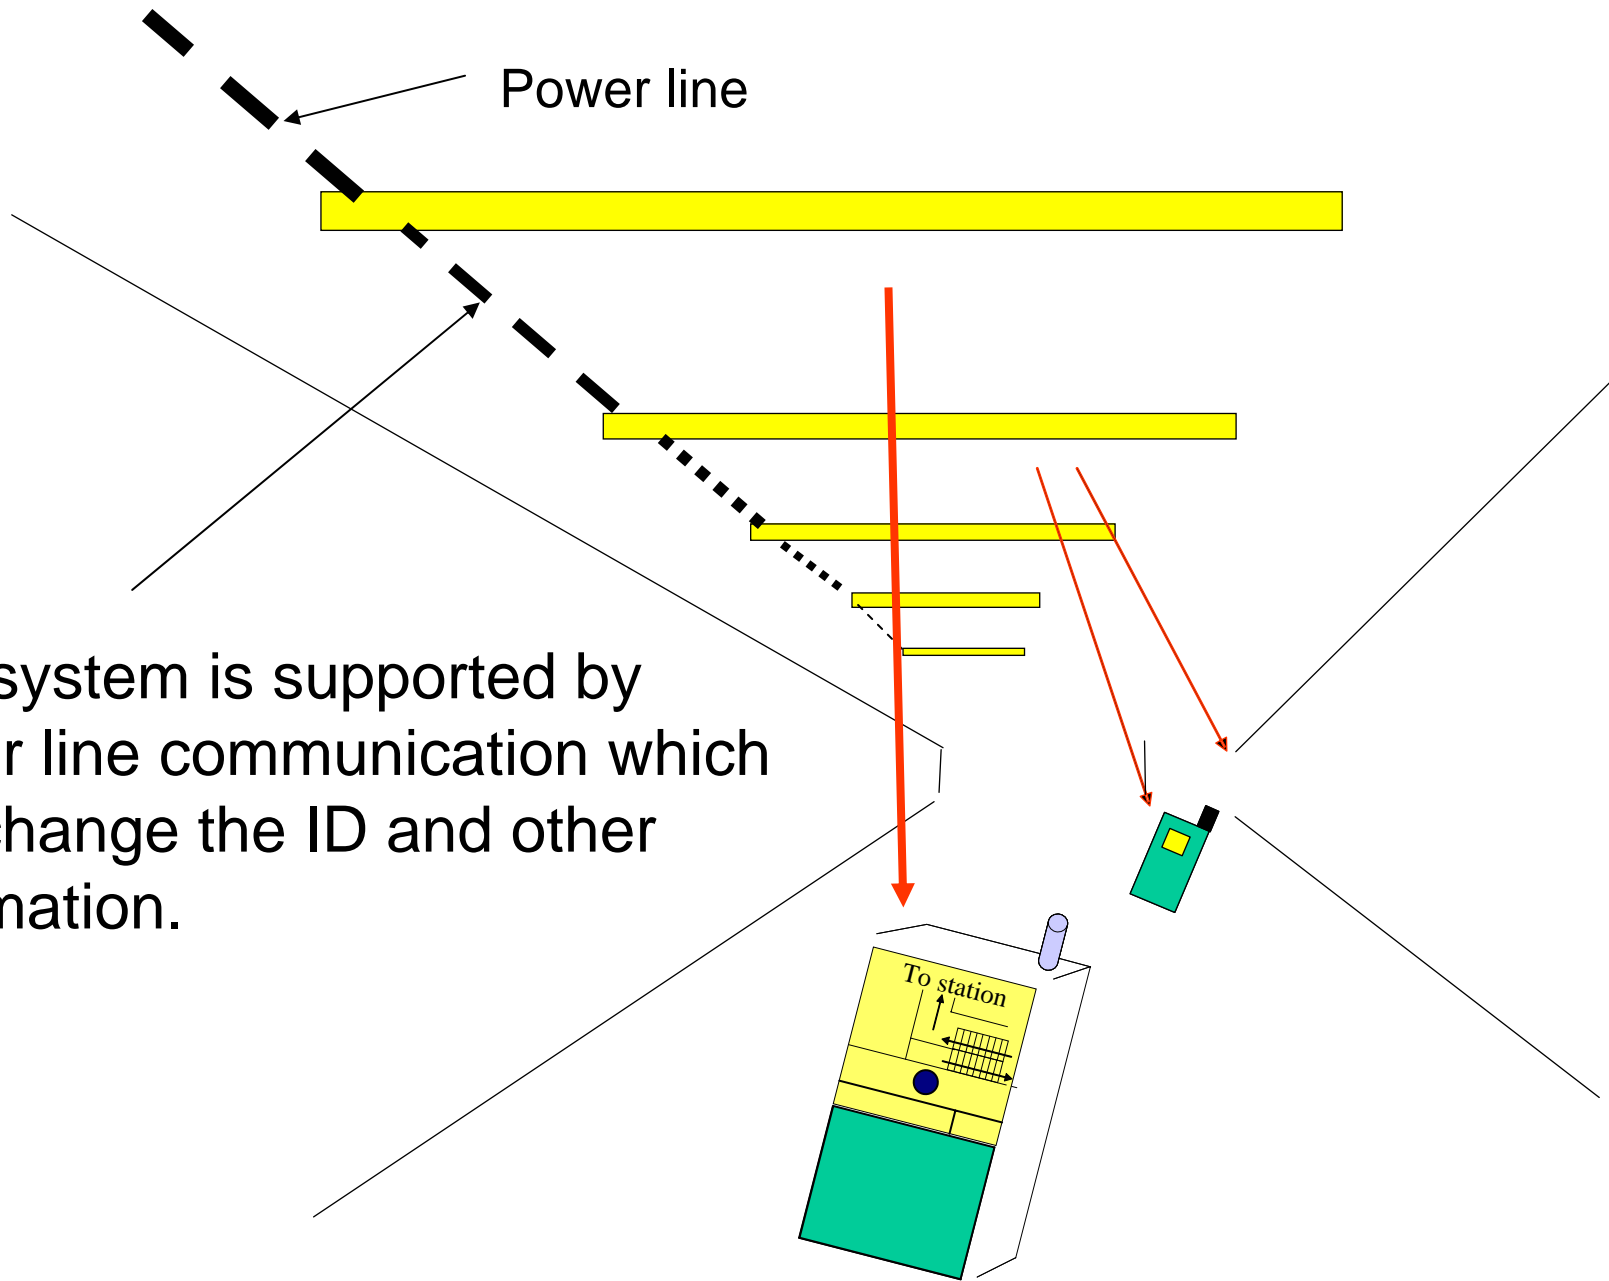 Power line
system is supported by
r line communication which
change the ID and other
mation.
To station